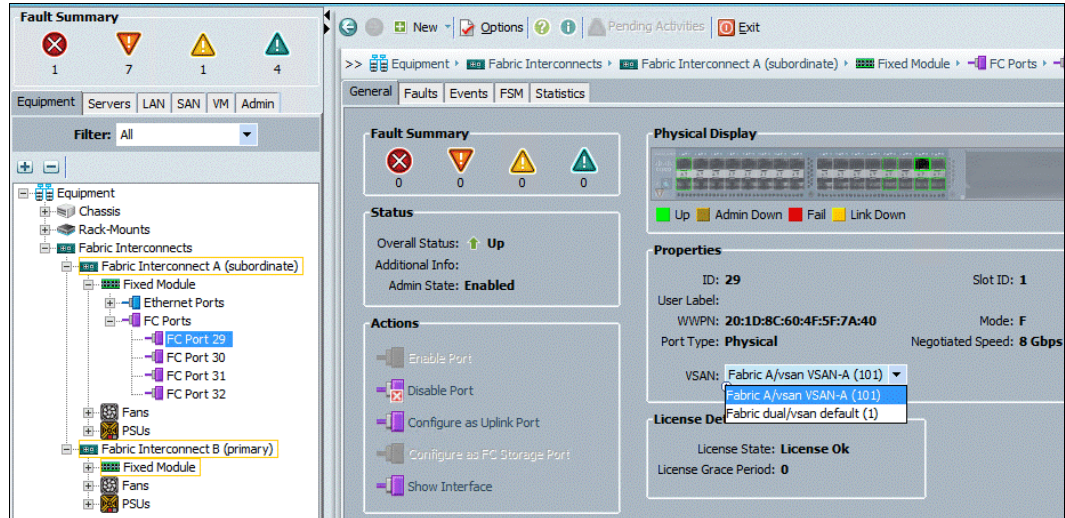 Fault Summary
1 7 1 4
Equipment Servers LAN SAN VM Admin
Filter: All
Equipment
Chassis
Rack-Mounts
Fabric Interconnects
Fabric Interconnect A (subordinate)
Fixed Module
Ethernet Ports
FC Ports
FC Port 29
FC Port 30
FC Port 31
FC Port 32
Fans
PSUs
Fabric Interconnect B (primary)
Fixed Module
Fans
PSUs
New Options Pending Activities Exit
>> Equipment Fabric Interconnects Fabric Interconnect A (subordinate) Fixed Module FC Ports
General Faults Events FSM Statistics
Fault Summary
0 0 0 0
Status
Overall Status: Up
Additional Info:
Admin State: Enabled
Actions
Enable Port
Disable Port
Configure as Uplink Port
Configure as FC Storage Port
Show Interface
Physical Display
Up Admin Down Fail Link Down
Properties
ID: 29 Slot ID: 1
User Label:
WWPN: 20:1D:8C:60:4F:5F:7A:40 Mode: F
Port Type: Physical Negotiated Speed: 8 Gbps
VSAN: Fabric A/vsan VSAN-A (101)
Fabric A/vsan VSAN-A (101)
Fabric dual/vsan default (1)
License De
License State: License Ok
License Grace Period: 0